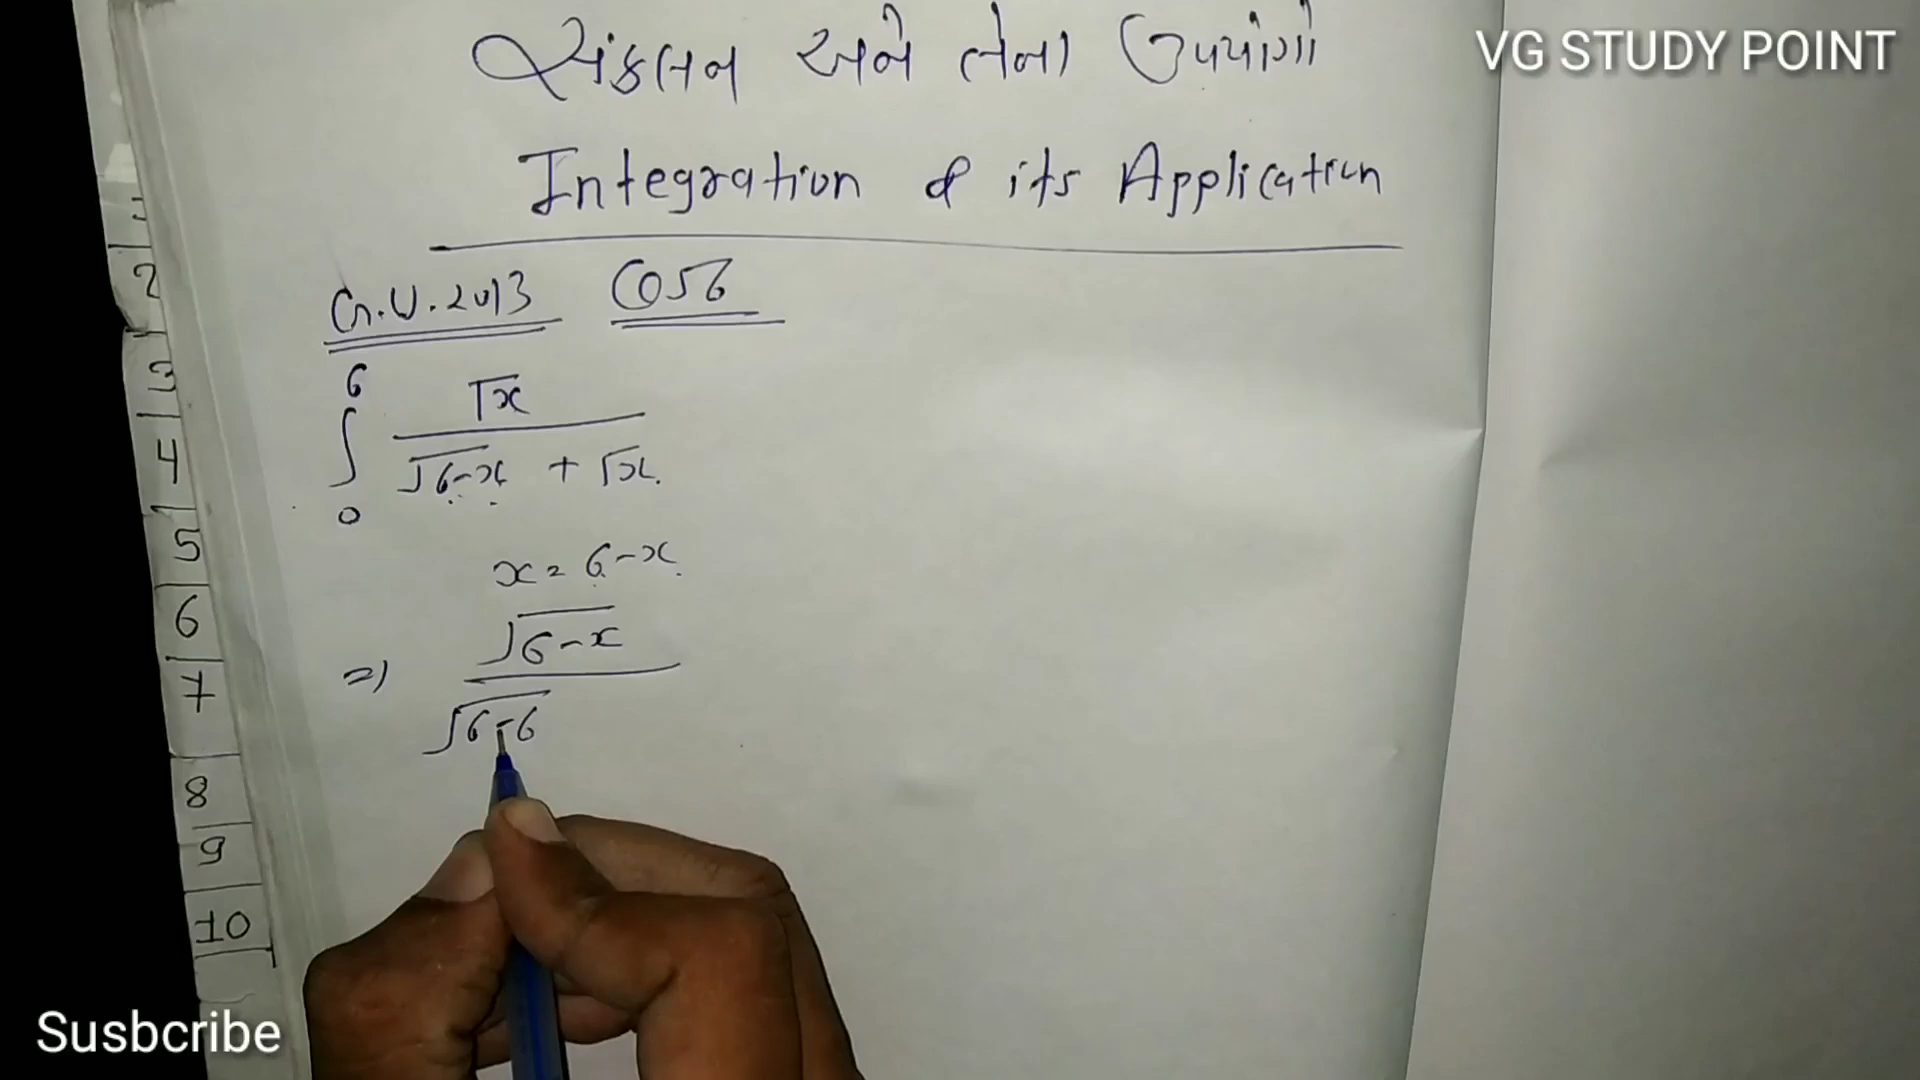 સંકલન અને તેના ઉપયોગો
VG STUDY POINT
Integration & its Application
G.U. 2013 CO56
6
√x
∫
√6-x + √x
0
x = 6-x
√6-x
=)
√6-6
1
2
3
4
5
6
7
8
9
10
Susbcribe